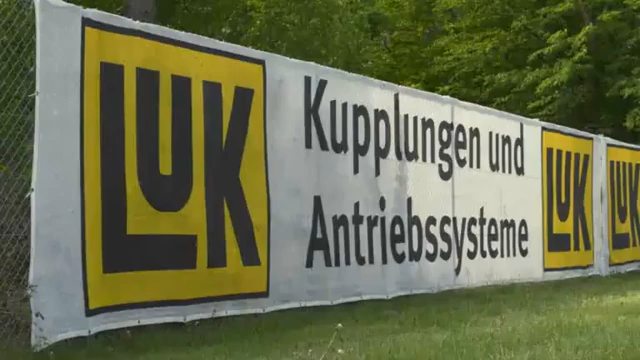 LUK
Kupplungen und
Antriebssysteme
LUK
LUK